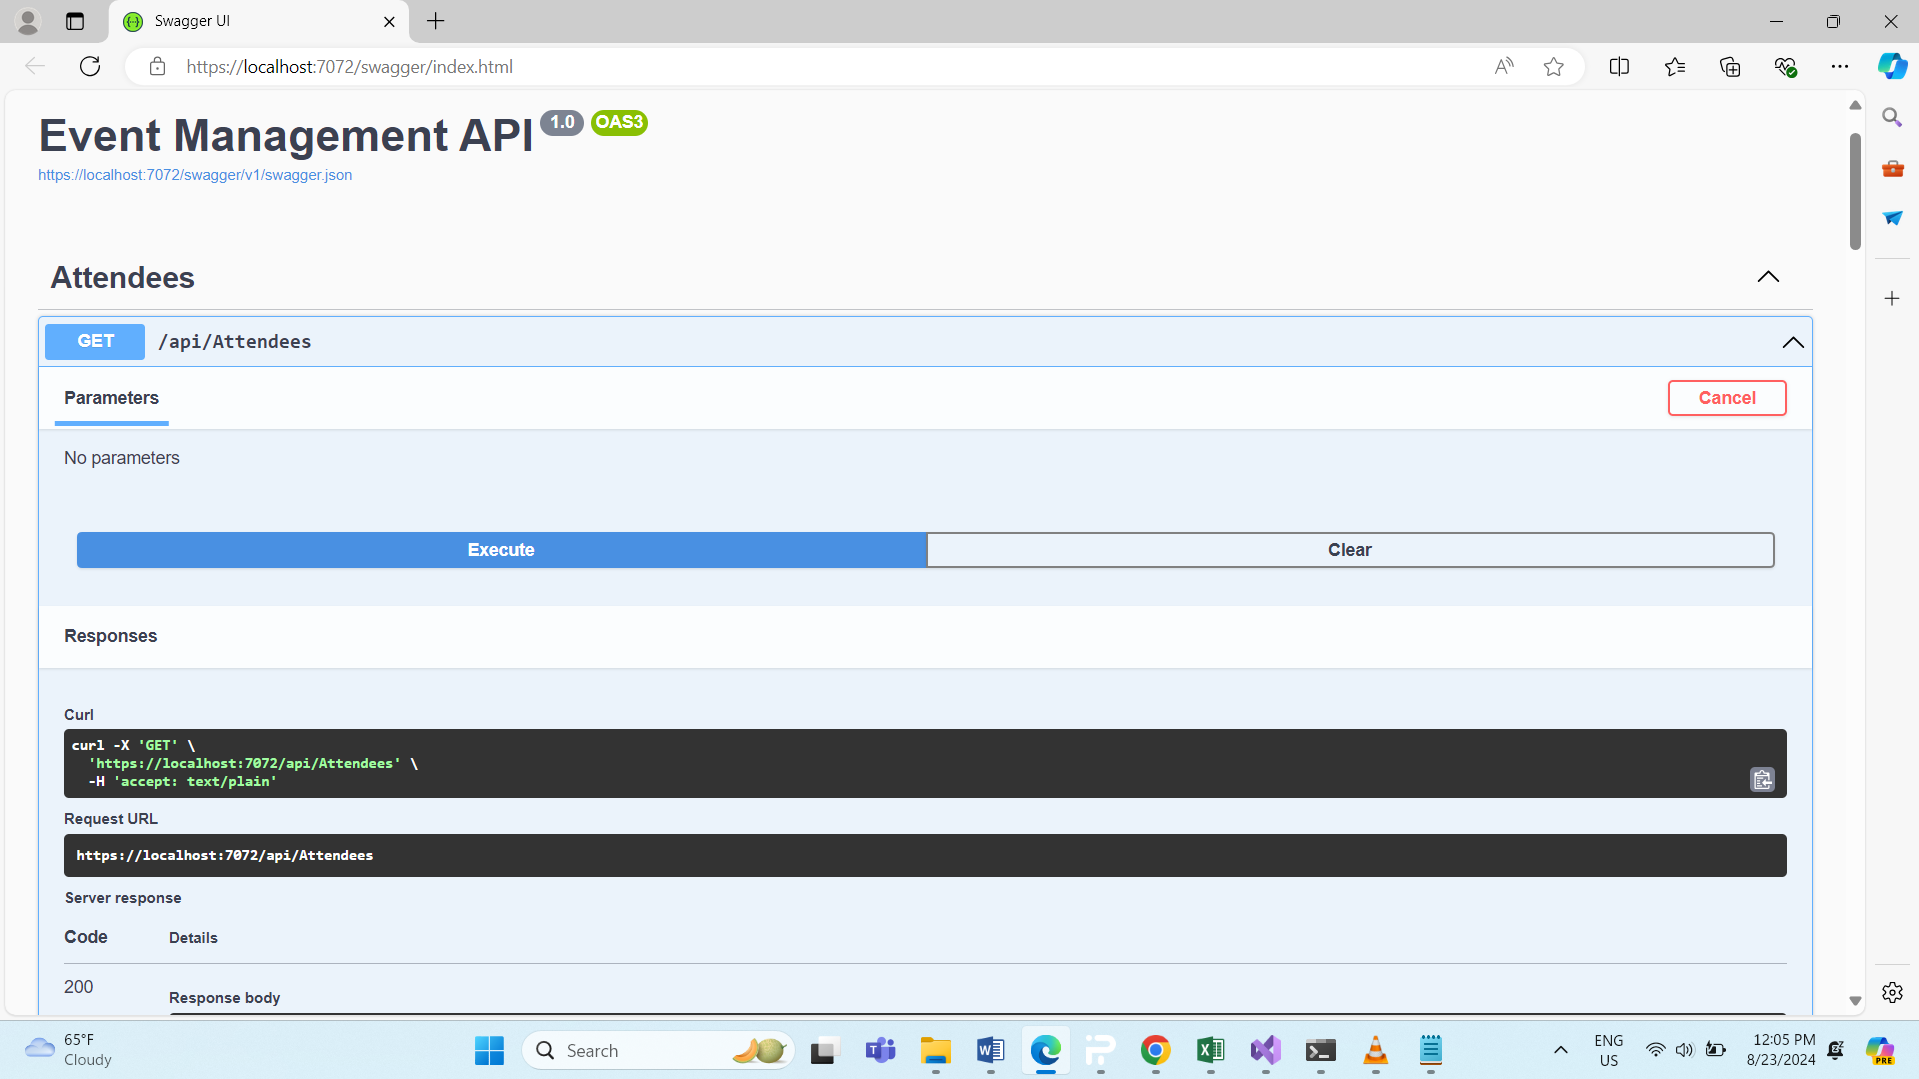 Swagger UI
https://localhost:7072/swagger/index.html
Event Management API 1.0 OAS3
https://localhost:7072/swagger/v1/swagger.json
Attendees
GET /api/Attendees
Parameters Cancel
No parameters
Execute Clear
Responses
Curl
curl -X 'GET' \
'https://localhost:7072/api/Attendees' \
-H 'accept: text/plain'
Request URL
https://localhost:7072/api/Attendees
Server response
Code Details
200
Response body
65°F
Cloudy
Search
ENG
US
12:05 PM
8/23/2024
PRE